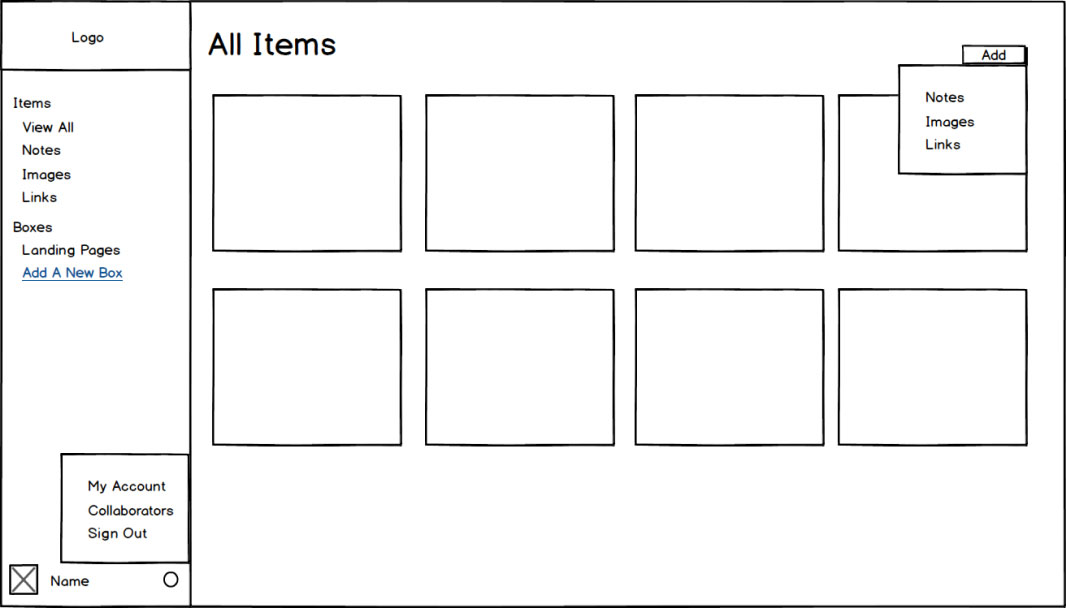 Logo
Items
View All
Notes
Images
Links
Boxes
Landing Pages
Add A New Box
My Account
Collaborators
Sign Out
Name
All Items
Add
Notes
Images
Links